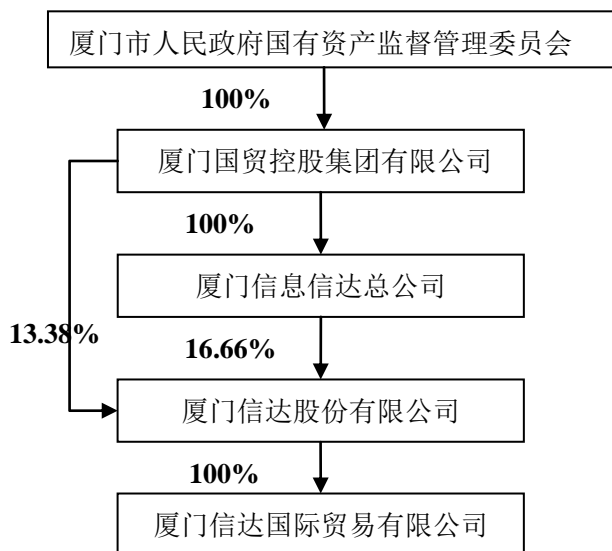 厦门市人民政府国有资产监督管理委员会
100%
厦门国贸控股集团有限公司
100%
厦门信息信达总公司
13.38%
16.66%
厦门信达股份有限公司
100%
厦门信达国际贸易有限公司